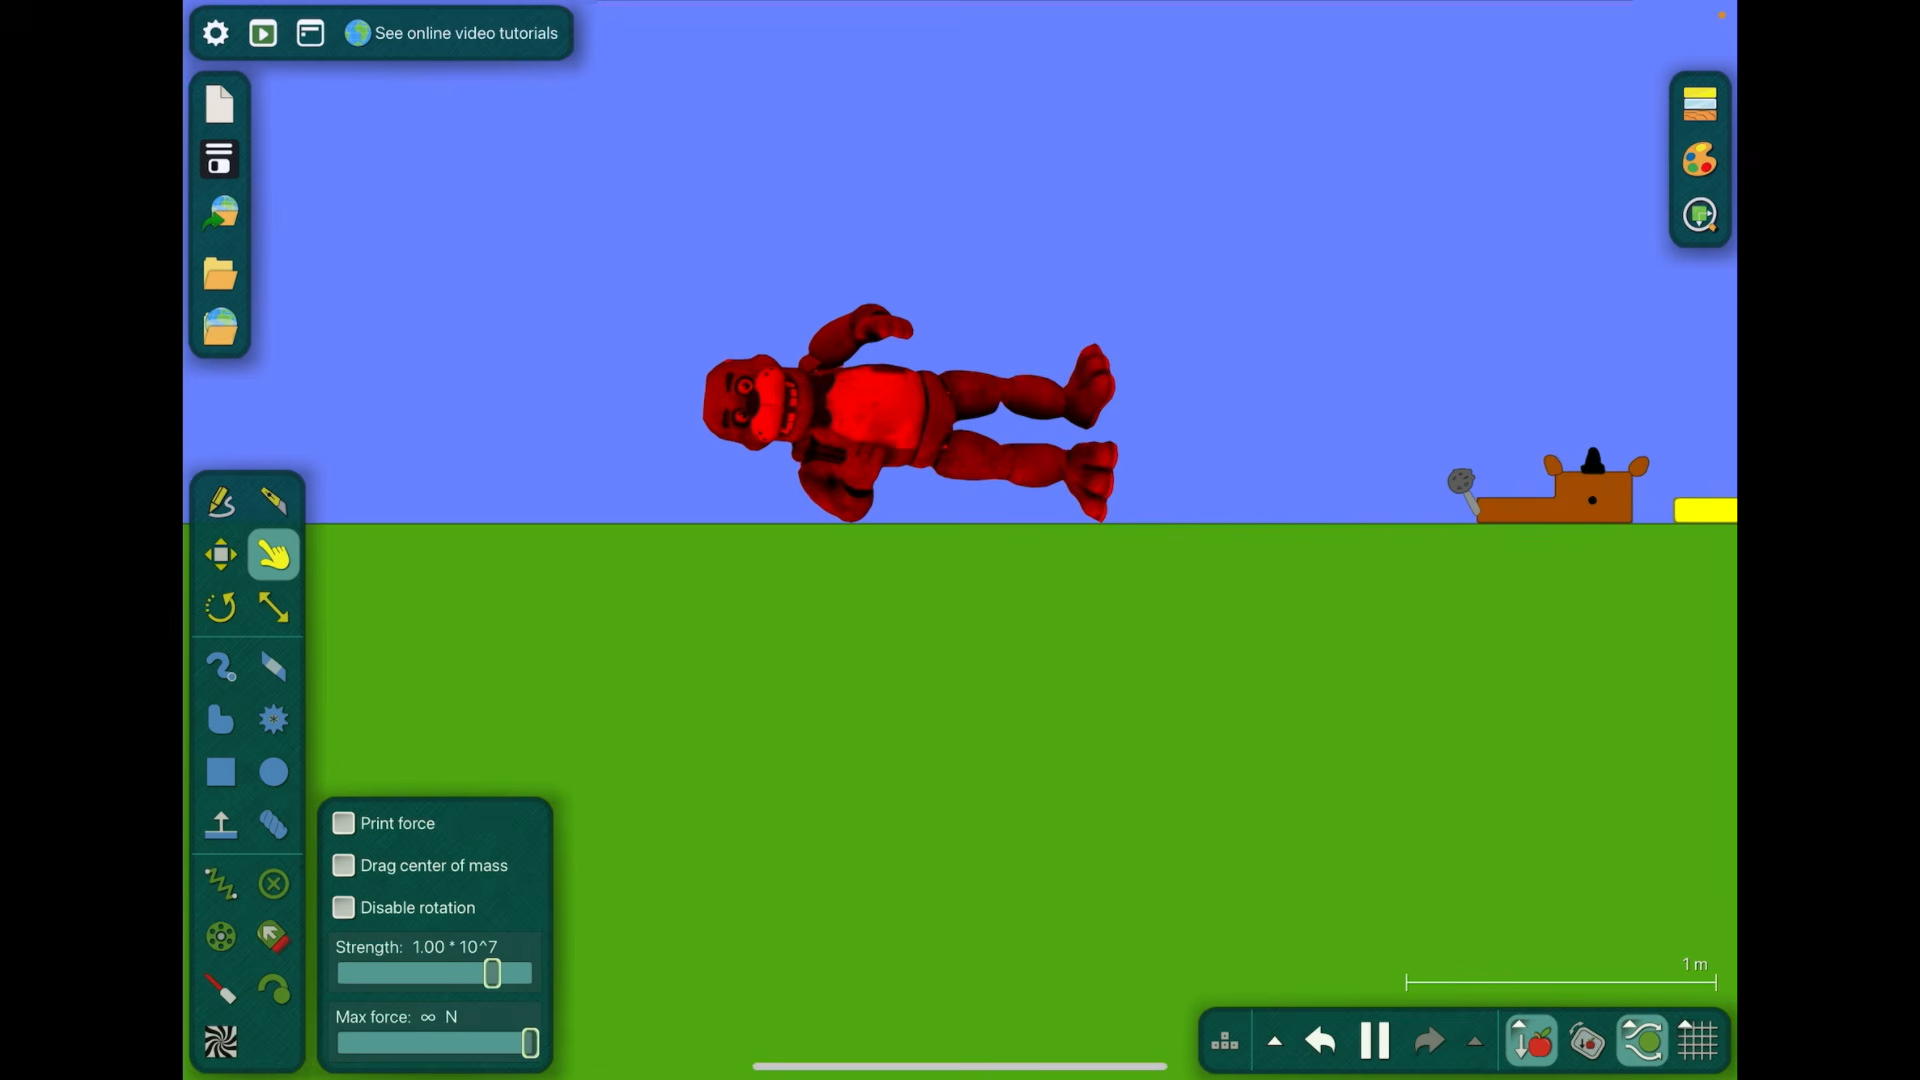 See online video tutorials
Print force
Drag center of mass
Disable rotation
Strength: 1.00 * 10^7
Max force: ∞ N
1 m